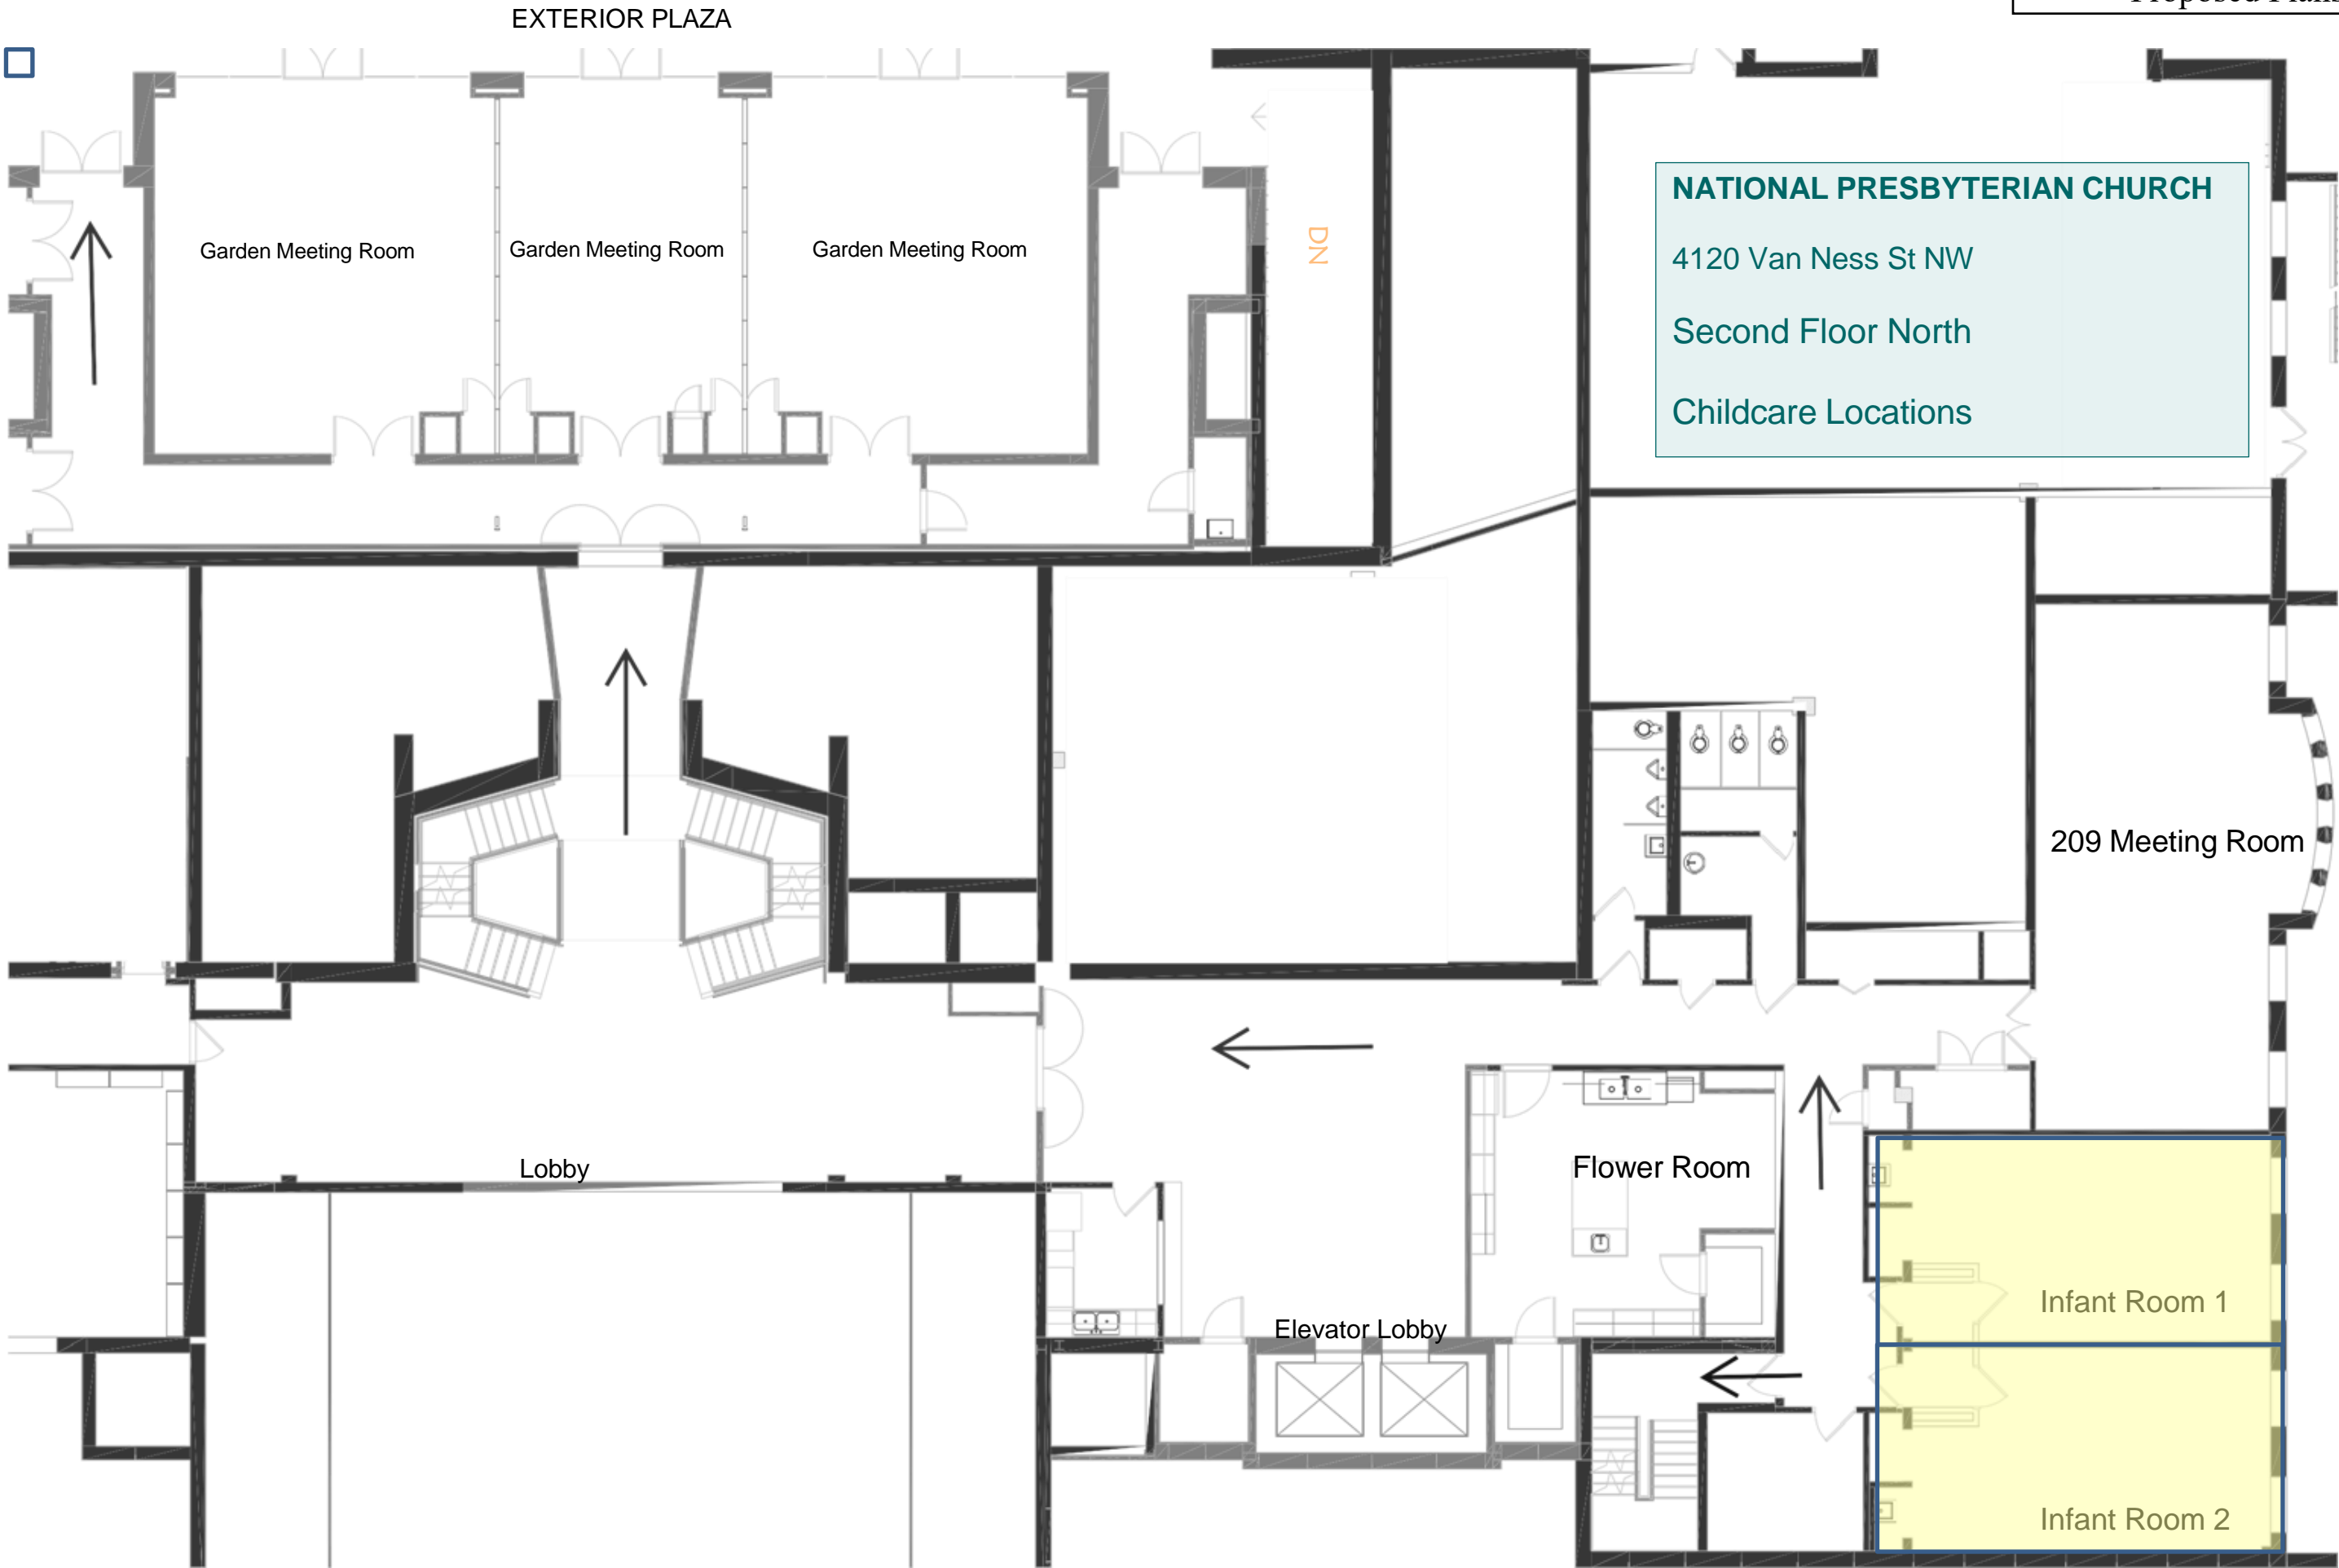 Proposed Plans
EXTERIOR PLAZA
NATIONAL PRESBYTERIAN CHURCH
4120 Van Ness St NW
Second Floor North
Childcare Locations
Garden Meeting Room
Garden Meeting Room
Garden Meeting Room
DN
209 Meeting Room
Lobby
Flower Room
Elevator Lobby
Infant Room 1
Infant Room 2